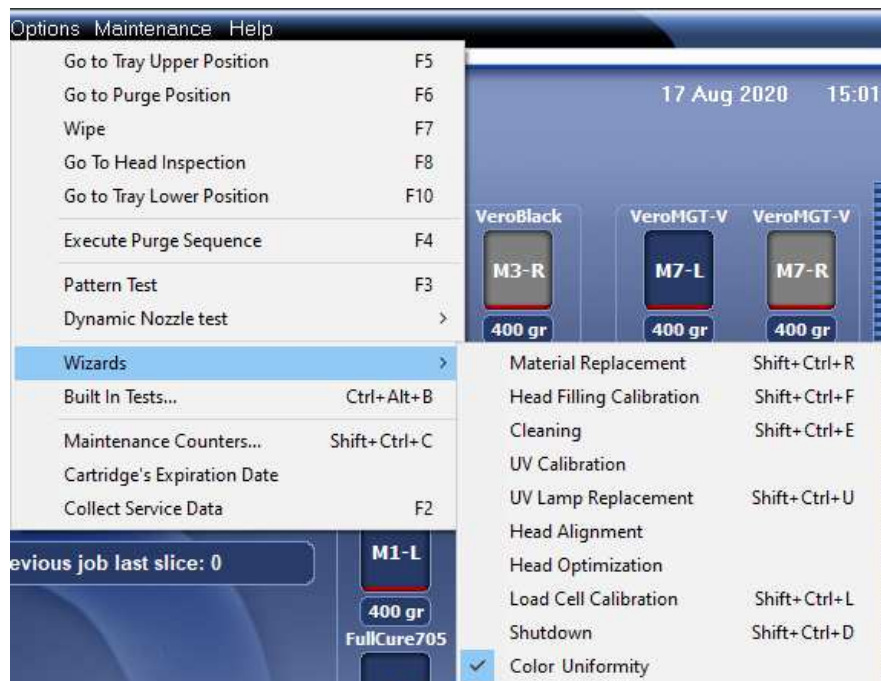 Options Maintenance Help
Go to Tray Upper Position F5
Go to Purge Position F6
Wipe F7
Go To Head Inspection F8
Go to Tray Lower Position F10
Execute Purge Sequence F4
Pattern Test F3
Dynamic Nozzle test
Wizards
Built In Tests... Ctrl+Alt+B
Maintenance Counters... Shift+Ctrl+C
Cartridge's Expiration Date
Collect Service Data F2
17 Aug 2020 15:01
VeroBlack VeroMGT-V VeroMGT-V
M3-R M7-L M7-R
400 gr 400 gr 400 gr
Material Replacement Shift+Ctrl+R
Head Filling Calibration Shift+Ctrl+F
Cleaning Shift+Ctrl+E
UV Calibration
UV Lamp Replacement Shift+Ctrl+U
Head Alignment
Head Optimization
Load Cell Calibration Shift+Ctrl+L
Shutdown Shift+Ctrl+D
Color Uniformity
evious job last slice: 0
M1-L
400 gr
FullCure705